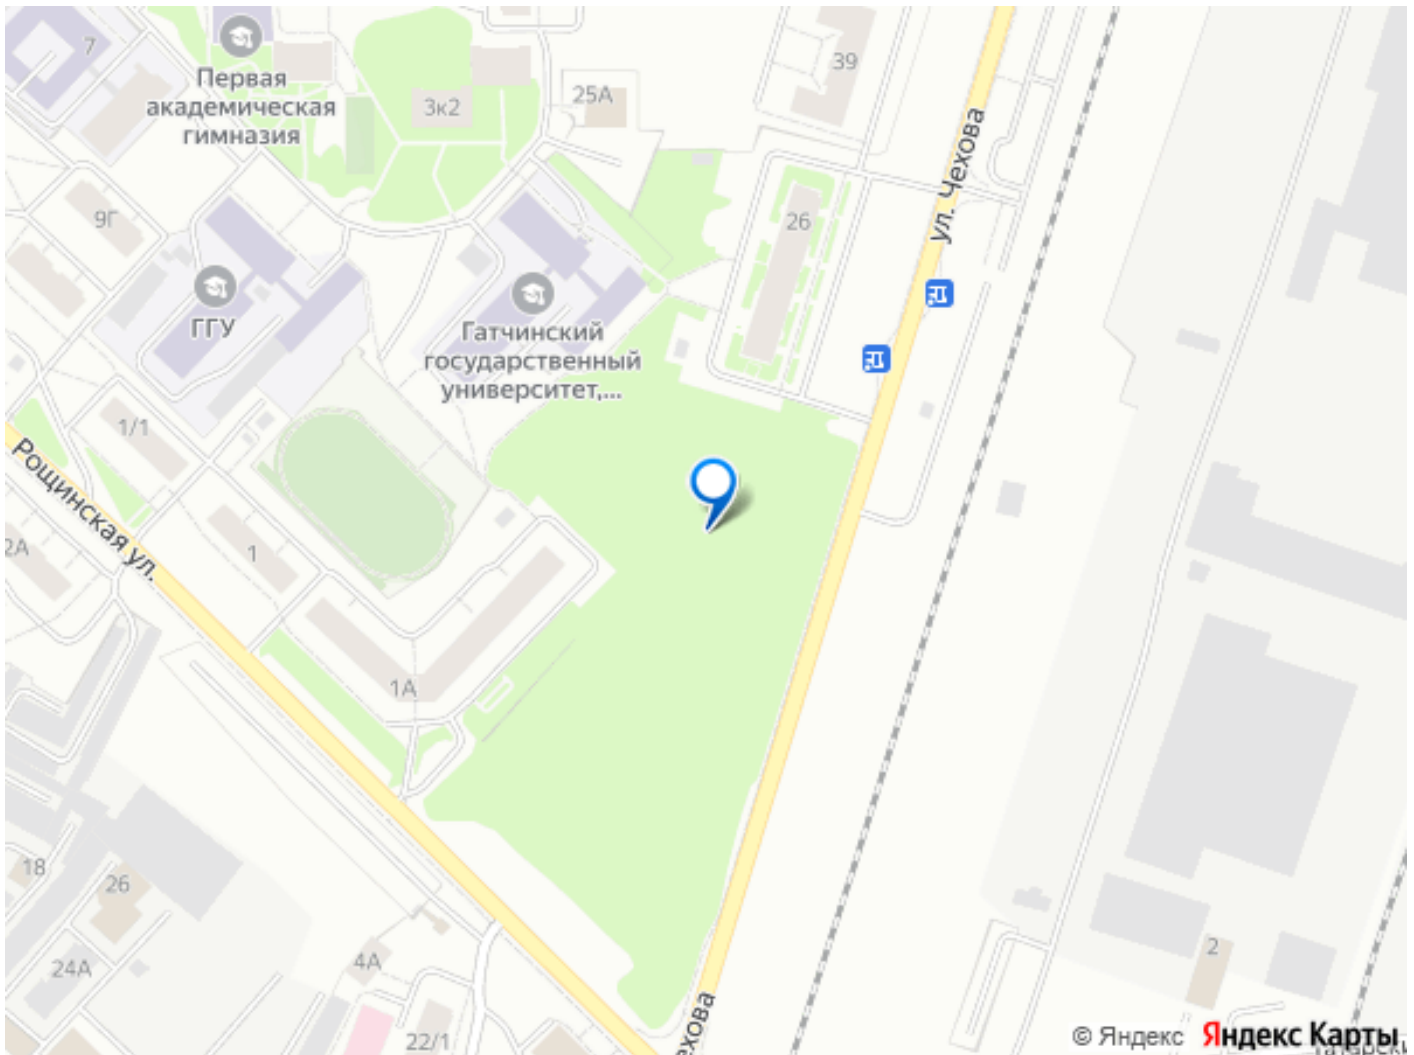 7
Первая
академическая
гимназия
3к2
25А
39
ул. Чехова
9Г
26
ГГУ
Гатчинский
государственный
университет,...
1/1
Рощинская ул.
2А
1
1А
18
26
24А
4А
22/1
2
ехова
© Яндекс Яндекс Карты